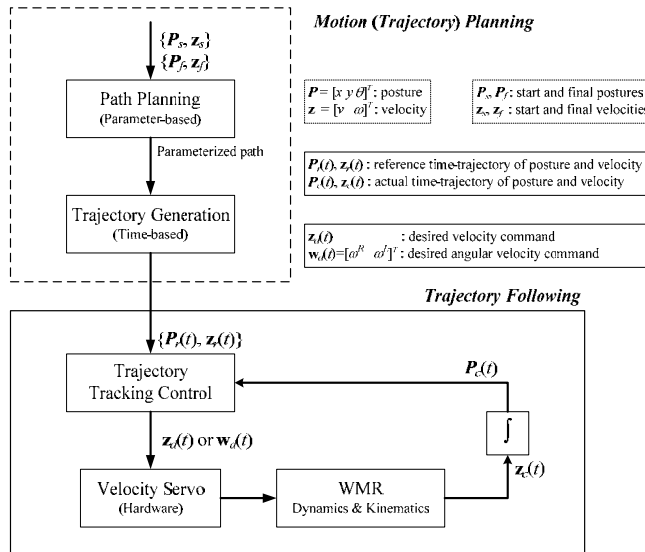 Motion (Trajectory) Planning
{Ps, zs}
{Pf, zf}
Path Planning
(Parameter-based)
Parameterized path
Trajectory Generation
(Time-based)
P = [x y θ]ᵀ : posture
z = [v ω]ᵀ : velocity
Ps, Pf : start and final postures
zs, zf : start and final velocities
Pr(t), zr(t) : reference time-trajectory of posture and velocity
Pc(t), zc(t) : actual time-trajectory of posture and velocity
zd(t) : desired velocity command
wd(t)=[ωᴿ ωᴸ]ᵀ : desired angular velocity command
Trajectory Following
{Pr(t), zr(t)}
Trajectory
Tracking Control
Pc(t)
∫
zd(t) or wd(t)
zc(t)
Velocity Servo
(Hardware)
WMR
Dynamics & Kinematics